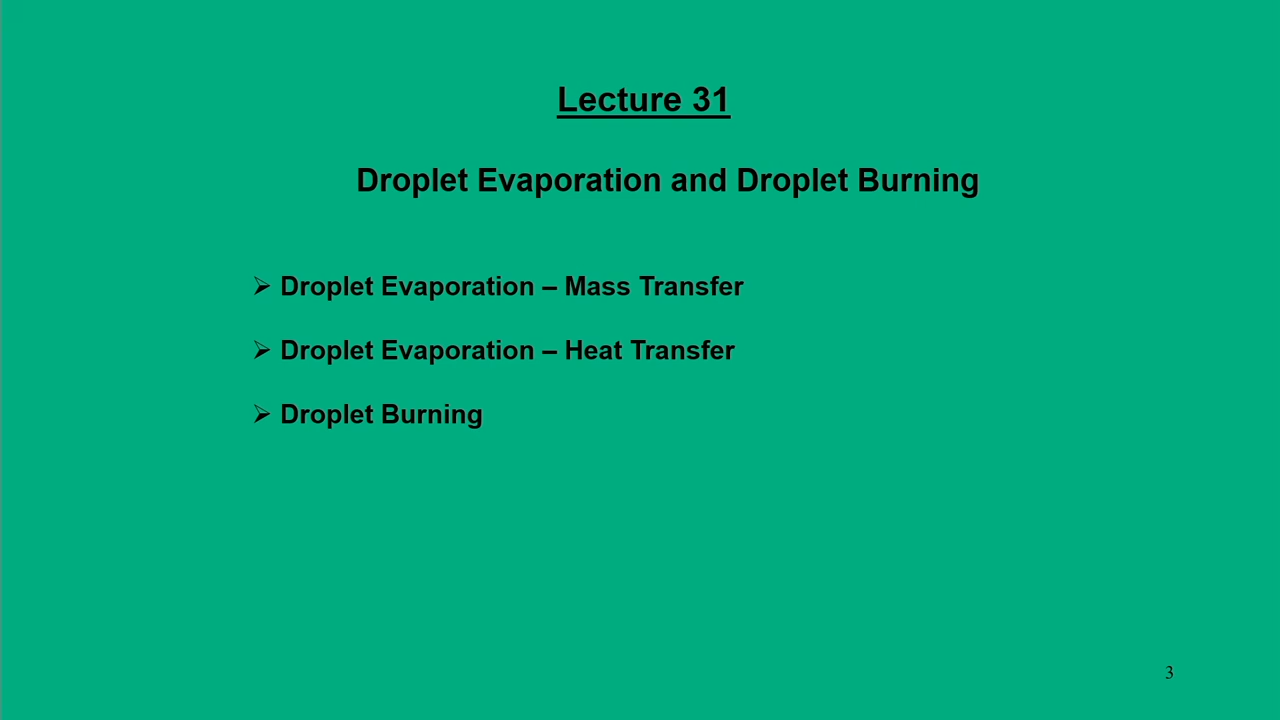 Lecture 31
Droplet Evaporation and Droplet Burning
➢ Droplet Evaporation – Mass Transfer
➢ Droplet Evaporation – Heat Transfer
➢ Droplet Burning
3